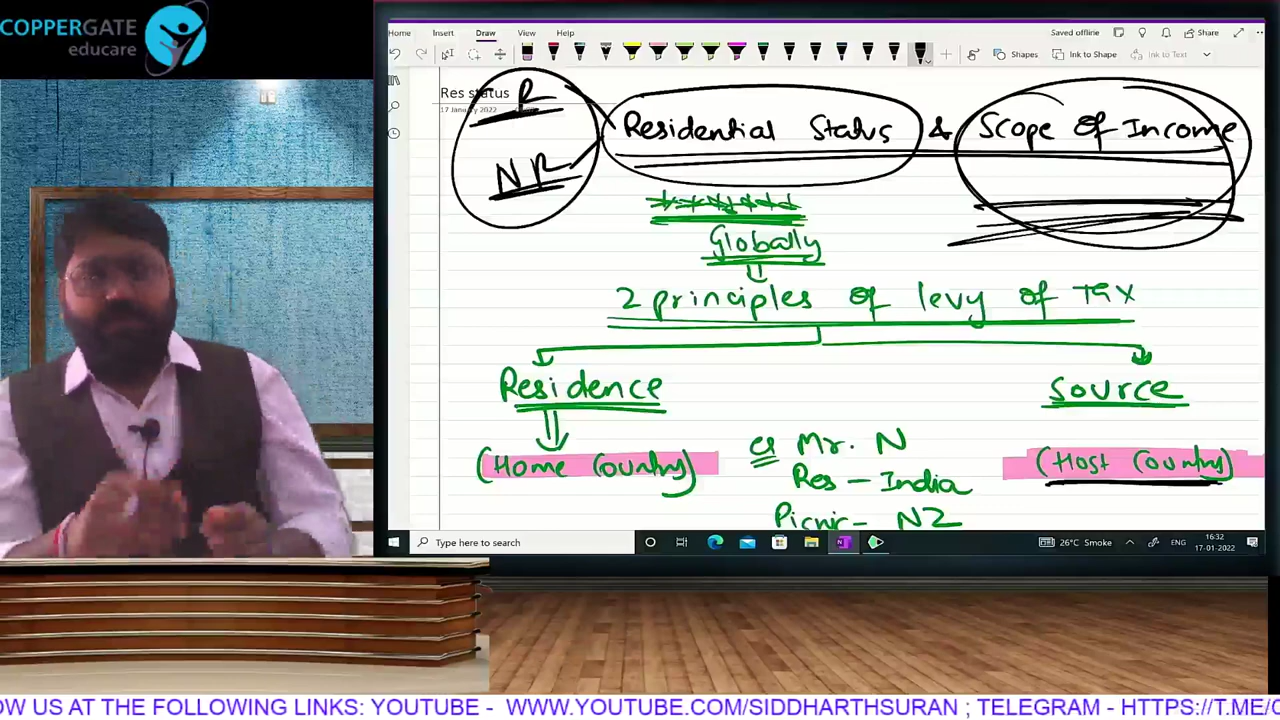 COPPERGATE
educare
Home Insert Draw View Help
Saved offline Share
Shapes Ink to Shape Ink to Text
Res status
17 January 2022
R
NR
Residential Status & Scope of Income
Globally
2 principles of levy of Tax
Residence Source
(Home Country) eg Mr. N (Host Country)
Res - India
Picnic - NZ
Type here to search
26°C Smoke ENG 16:32
17-01-2022
OW US AT THE FOLLOWING LINKS: YOUTUBE - WWW.YOUTUBE.COM/SIDDHARTHSURAN ; TELEGRAM - HTTPS://T.ME/C